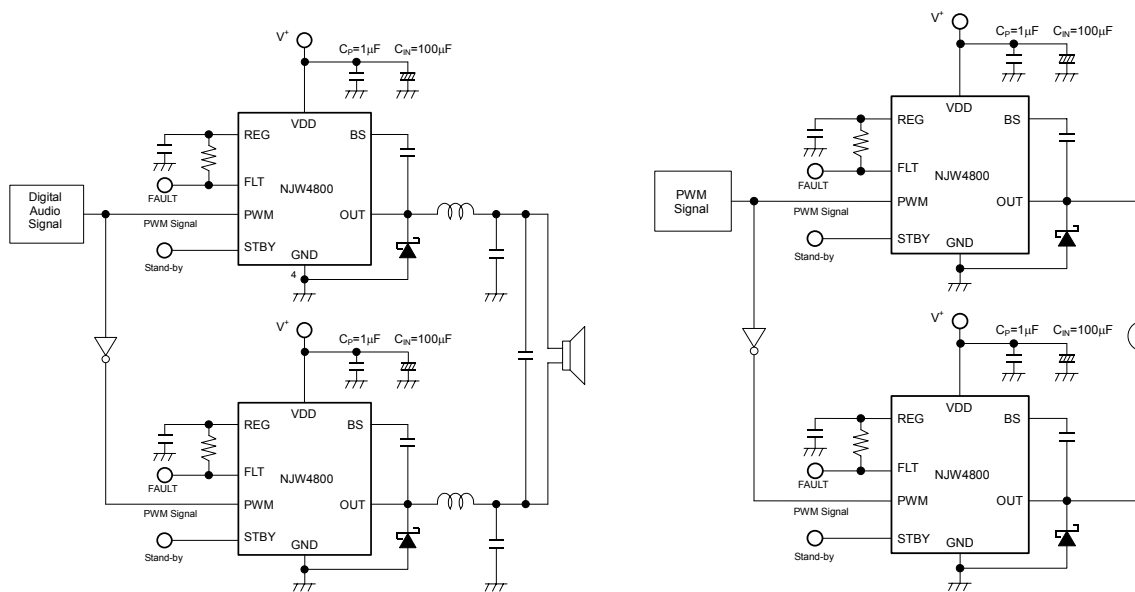 V+
CP=1µF CIN=100µF
VDD
REG BS
FLT NJW4800
FAULT
Digital
Audio
Signal
PWM OUT
PWM Signal
STBY
Stand-by
GND
4
V+
CP=1µF CIN=100µF
VDD
REG BS
FLT NJW4800
FAULT
PWM OUT
PWM Signal
STBY
Stand-by
GND
V+
CP=1µF CIN=100µF
VDD
REG BS
FLT NJW4800
FAULT
PWM
Signal
PWM OUT
PWM Signal
STBY
Stand-by
GND
V+
CP=1µF CIN=100µF
VDD
REG BS
FLT NJW4800
FAULT
PWM OUT
PWM Signal
STBY
Stand-by
GND